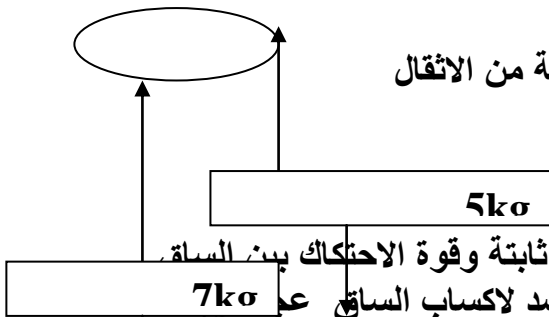 ة من الاثقال
5kσ
ثابتة وقوة الاحتكاك بين الساق
7kσ
لاكساب الساق